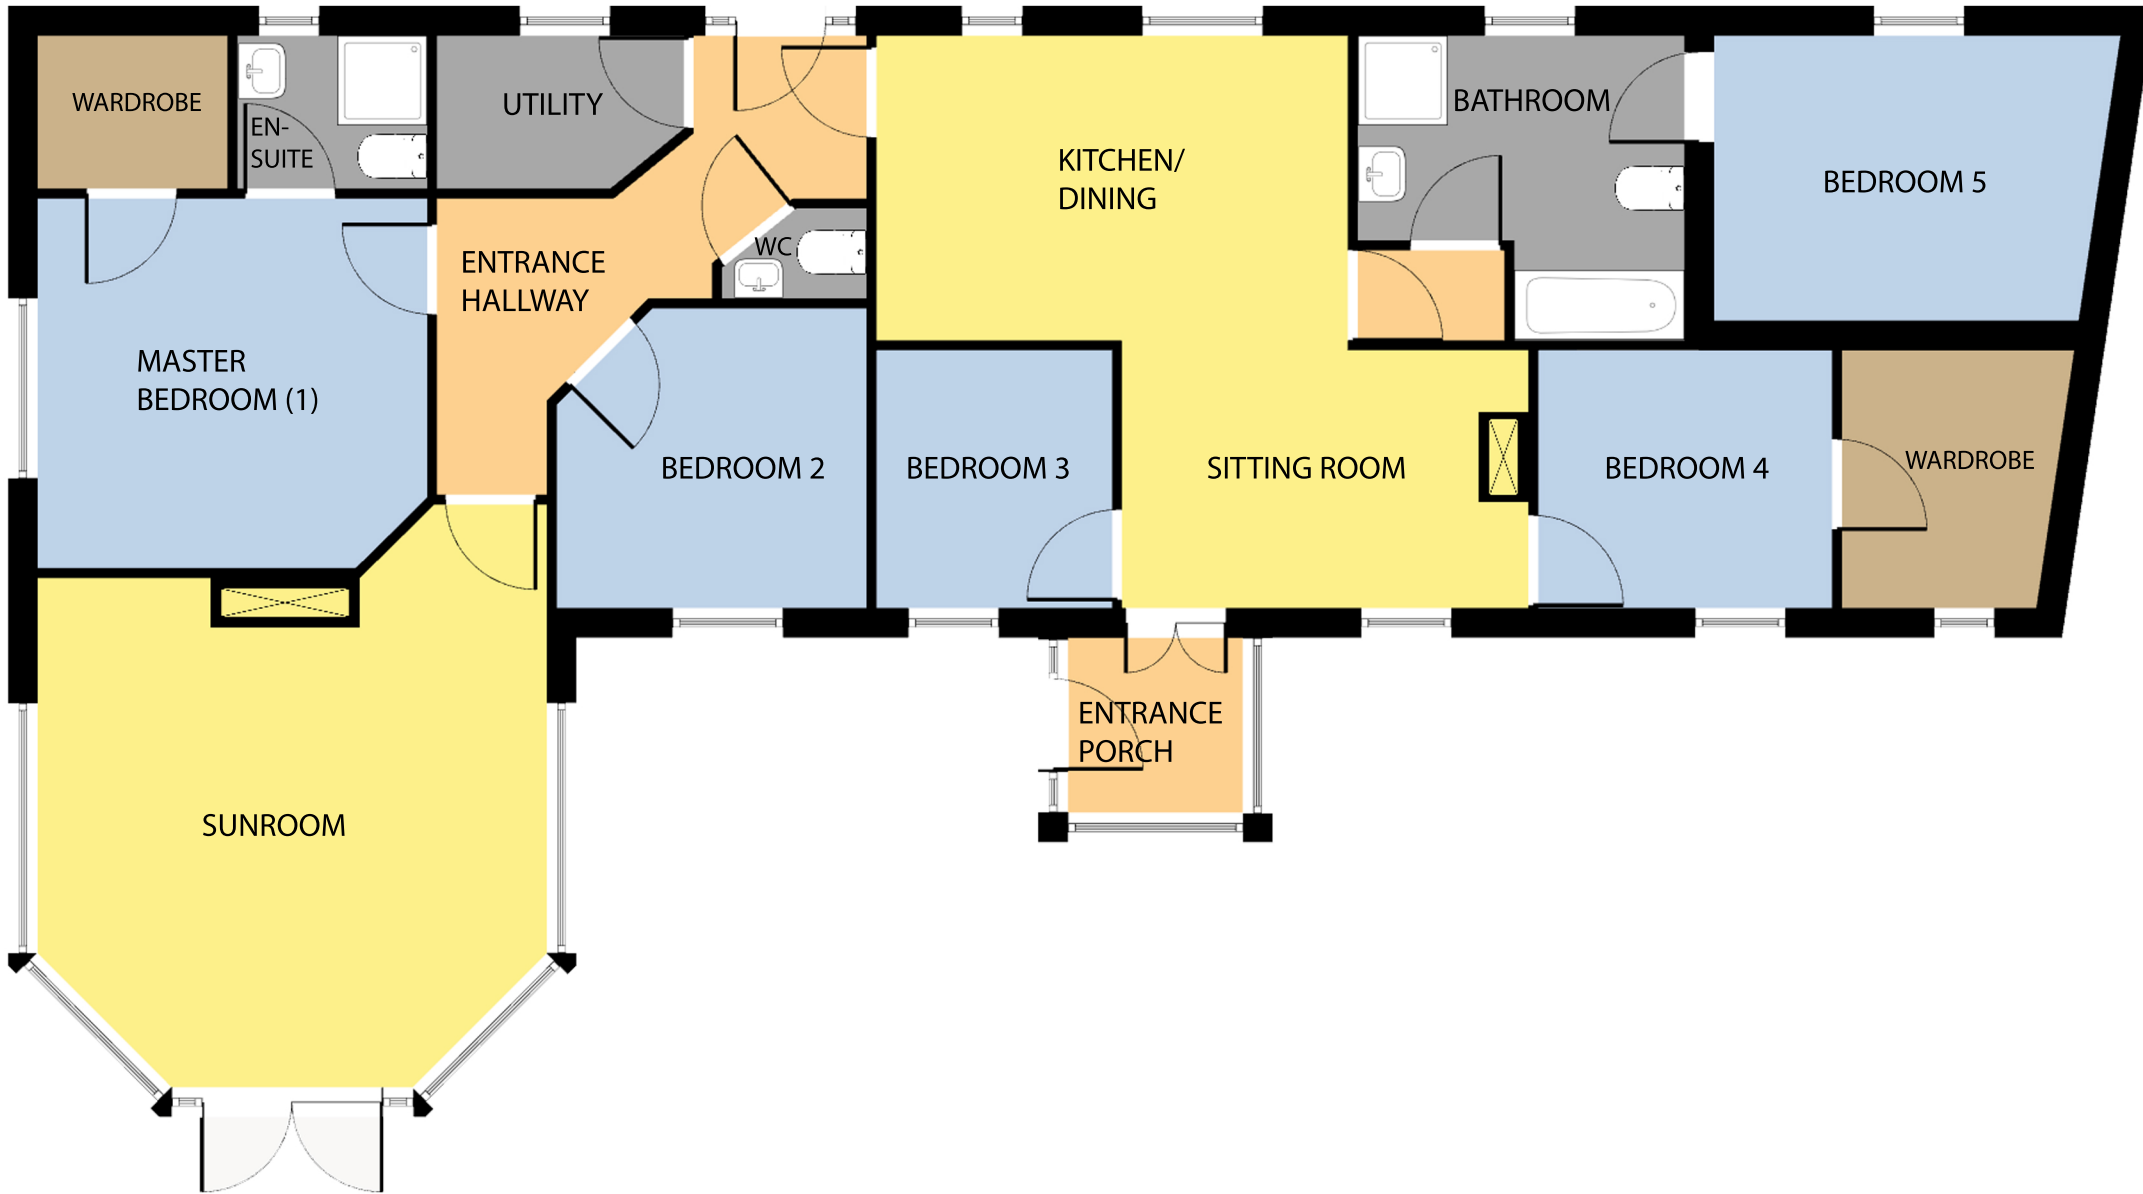 WARDROBE
EN-
SUITE
UTILITY
KITCHEN/
DINING
BATHROOM
BEDROOM 5
MASTER
BEDROOM (1)
ENTRANCE
HALLWAY
WC
BEDROOM 2
BEDROOM 3
SITTING ROOM
BEDROOM 4
WARDROBE
SUNROOM
ENTRANCE
PORCH